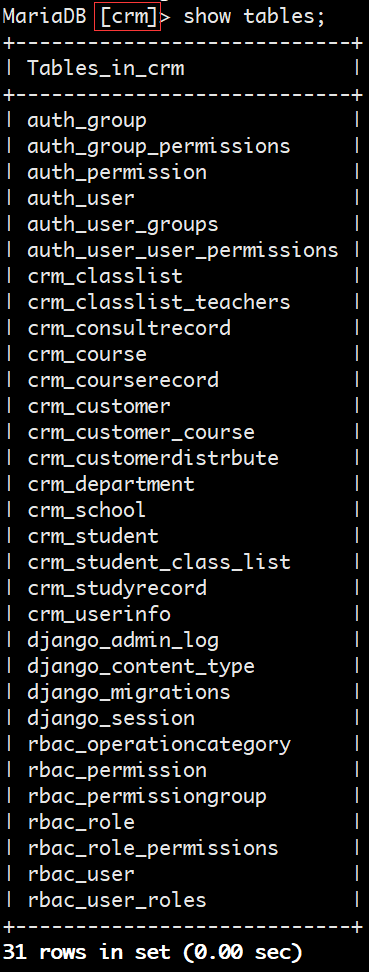 MariaDB [crm]> show tables;
+----------------------------+
| Tables_in_crm              |
+----------------------------+
| auth_group                 |
| auth_group_permissions     |
| auth_permission            |
| auth_user                  |
| auth_user_groups           |
| auth_user_user_permissions |
| crm_classlist              |
| crm_classlist_teachers     |
| crm_consultrecord          |
| crm_course                 |
| crm_courserecord           |
| crm_customer               |
| crm_customer_course        |
| crm_customerdistrbute      |
| crm_department             |
| crm_school                 |
| crm_student                |
| crm_student_class_list     |
| crm_studyrecord            |
| crm_userinfo               |
| django_admin_log           |
| django_content_type        |
| django_migrations          |
| django_session             |
| rbac_operationcategory     |
| rbac_permission            |
| rbac_permissiongroup       |
| rbac_role                  |
| rbac_role_permissions      |
| rbac_user                  |
| rbac_user_roles            |
+----------------------------+
31 rows in set (0.00 sec)